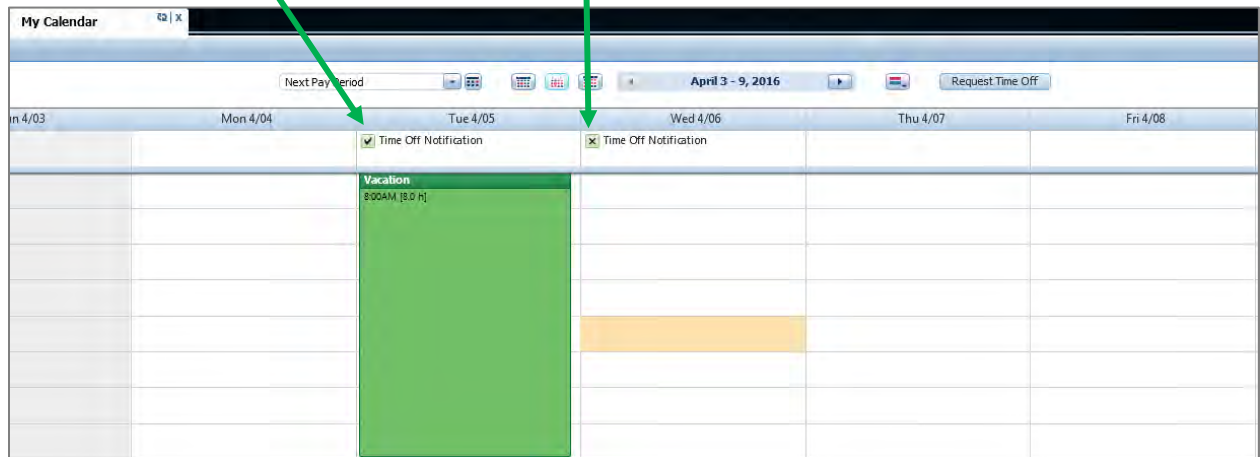 My Calendar
x
Next Pay Period
April 3 - 9, 2016
Request Time Off
n 4/03
Mon 4/04
Tue 4/05
Wed 4/06
Thu 4/07
Fri 4/08
Time Off Notification
Time Off Notification
Vacation
8:00AM [8.0 h]